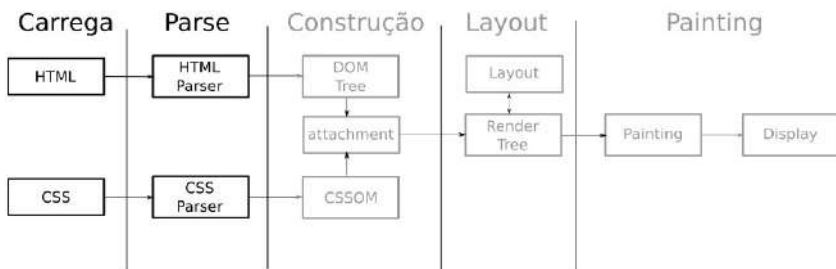 Carrega Parse Construção Layout Painting
HTML
HTML
Parser
DOM
Tree
Layout
attachment
Render
Tree
Painting
Display
CSS
CSS
Parser
CSSOM